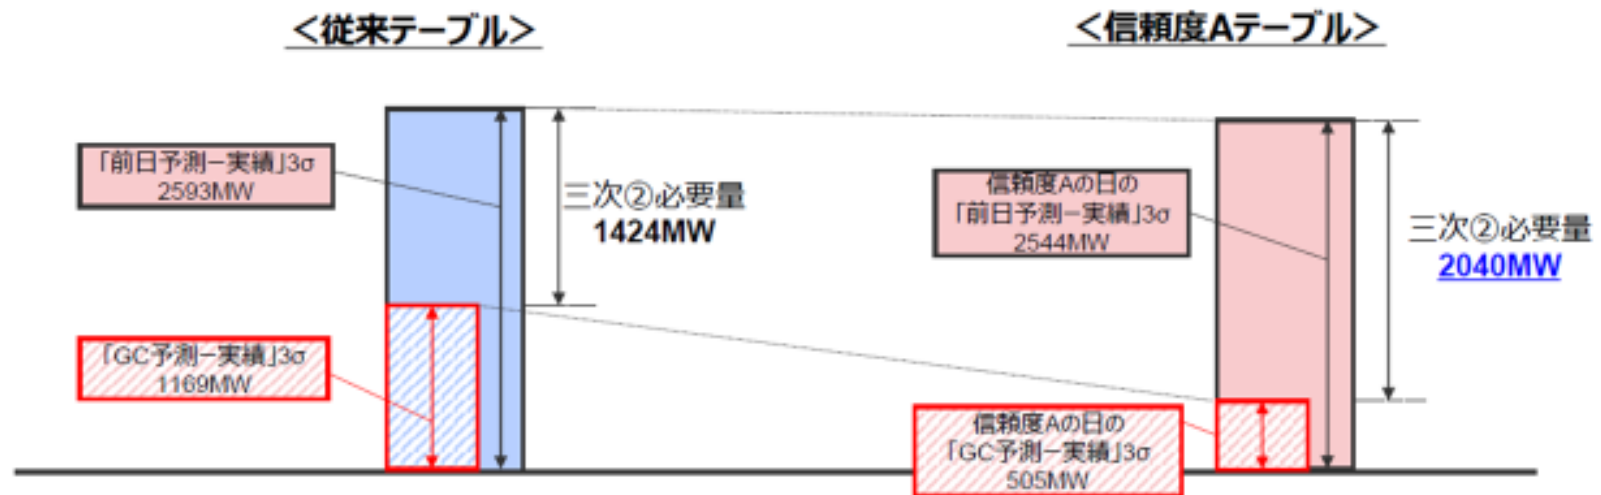 ＜従来テーブル＞
＜信頼度Aテーブル＞
「前日予測－実績」3σ
2593MW
三次②必要量
1424MW
「GC予測－実績」3σ
1169MW
信頼度Aの日の
「前日予測－実績」3σ
2544MW
三次②必要量
2040MW
信頼度Aの日の
「GC予測－実績」3σ
505MW